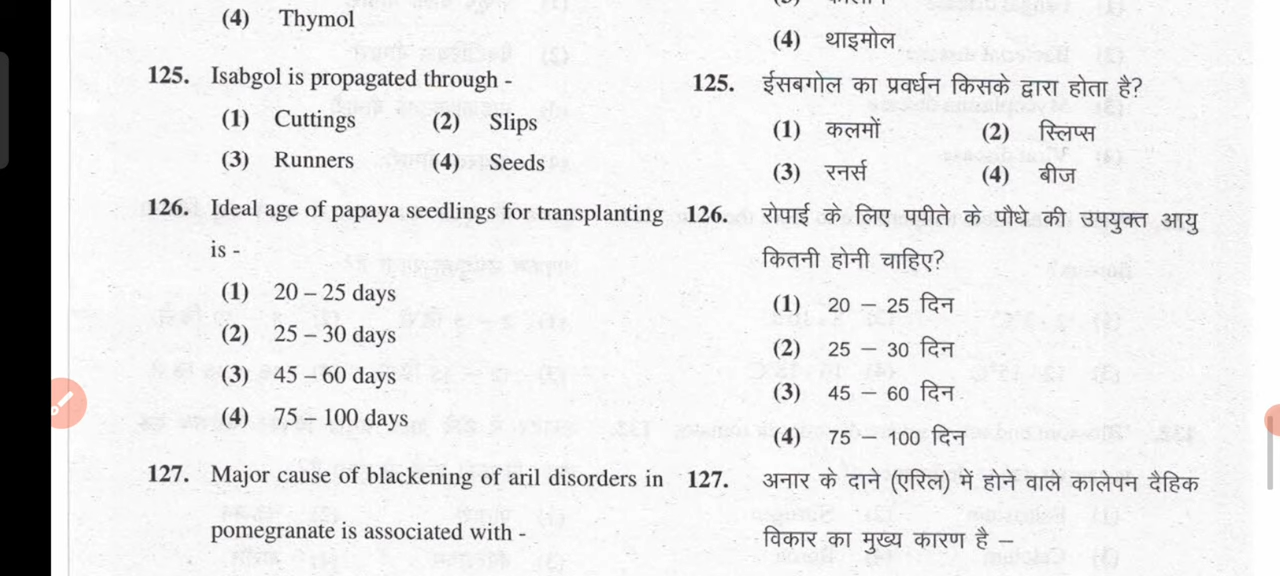 (4) Thymol
125. Isabgol is propagated through -
(1) Cuttings (2) Slips
(3) Runners (4) Seeds
126. Ideal age of papaya seedlings for transplanting
is -
(1) 20 – 25 days
(2) 25 – 30 days
(3) 45 – 60 days
(4) 75 – 100 days
127. Major cause of blackening of aril disorders in
pomegranate is associated with -
(4) थाइमोल
125. ईसबगोल का प्रवर्धन किसके द्वारा होता है?
(1) कलमों (2) स्लिप्स
(3) रनर्स (4) बीज
126. रोपाई के लिए पपीते के पौधे की उपयुक्त आयु
कितनी होनी चाहिए?
(1) 20 – 25 दिन
(2) 25 – 30 दिन
(3) 45 – 60 दिन
(4) 75 – 100 दिन
127. अनार के दाने (एरिल) में होने वाले कालेपन दैहिक
विकार का मुख्य कारण है –